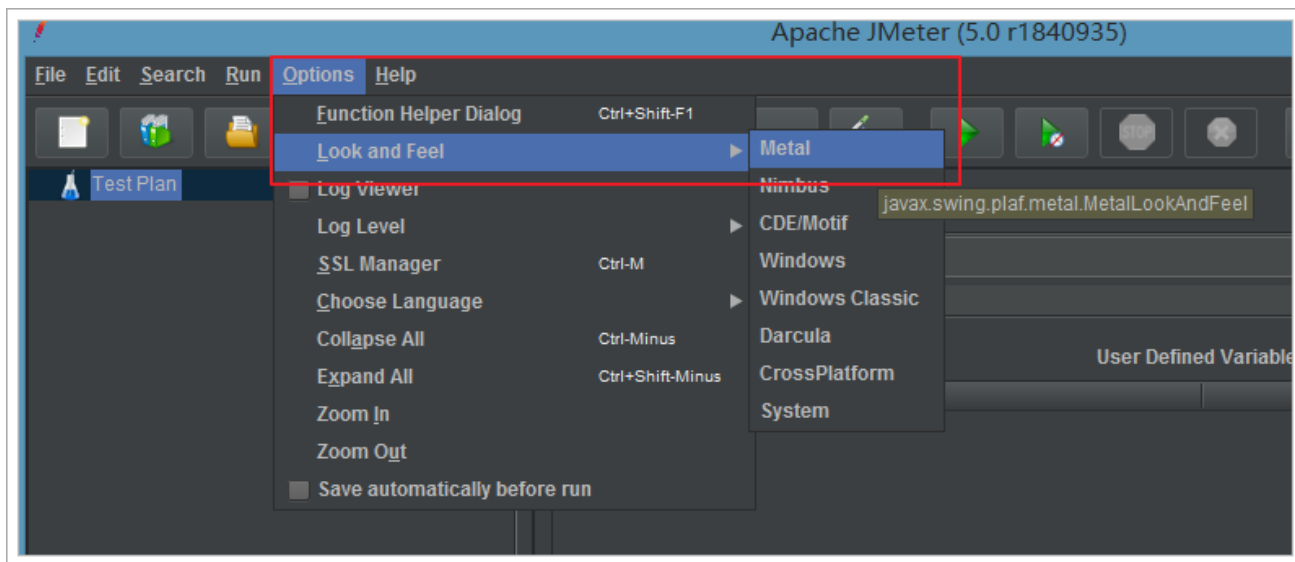 Apache JMeter (5.0 r1840935)
File Edit Search Run Options Help
Function Helper Dialog Ctrl+Shift-F1
STOP
Look and Feel
Metal
Test Plan
Log Viewer
Nimbus
javax.swing.plaf.metal.MetalLookAndFeel
Log Level
CDE/Motif
SSL Manager Ctrl-M
Windows
Choose Language
Windows Classic
Collapse All Ctrl-Minus
Darcula
User Defined Variable
Expand All Ctrl+Shift-Minus
CrossPlatform
Zoom In
System
Zoom Out
Save automatically before run